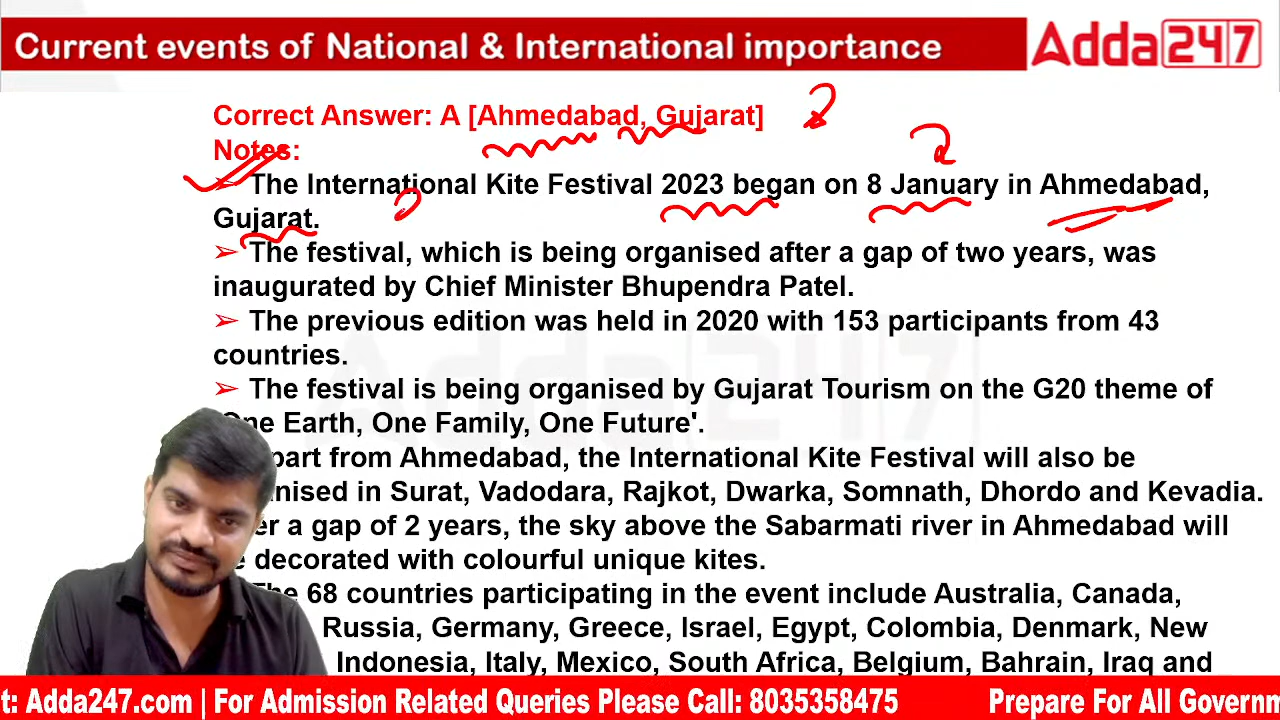 Current events of National & International importance
Adda247
Correct Answer: A [Ahmedabad, Gujarat]
Notes:
➢ The International Kite Festival 2023 began on 8 January in Ahmedabad,
Gujarat.
➢ The festival, which is being organised after a gap of two years, was
inaugurated by Chief Minister Bhupendra Patel.
➢ The previous edition was held in 2020 with 153 participants from 43
countries.
➢ The festival is being organised by Gujarat Tourism on the G20 theme of
Earth, One Family, One Future'.
from Ahmedabad, the International Kite Festival will also be
in Surat, Vadodara, Rajkot, Dwarka, Somnath, Dhordo and Kevadia.
a gap of 2 years, the sky above the Sabarmati river in Ahmedabad will
decorated with colourful unique kites.
68 countries participating in the event include Australia, Canada,
Russia, Germany, Greece, Israel, Egypt, Colombia, Denmark, New
Indonesia, Italy, Mexico, South Africa, Belgium, Bahrain, Iraq and
t: Adda247.com | For Admission Related Queries Please Call: 8035358475 Prepare For All Governm